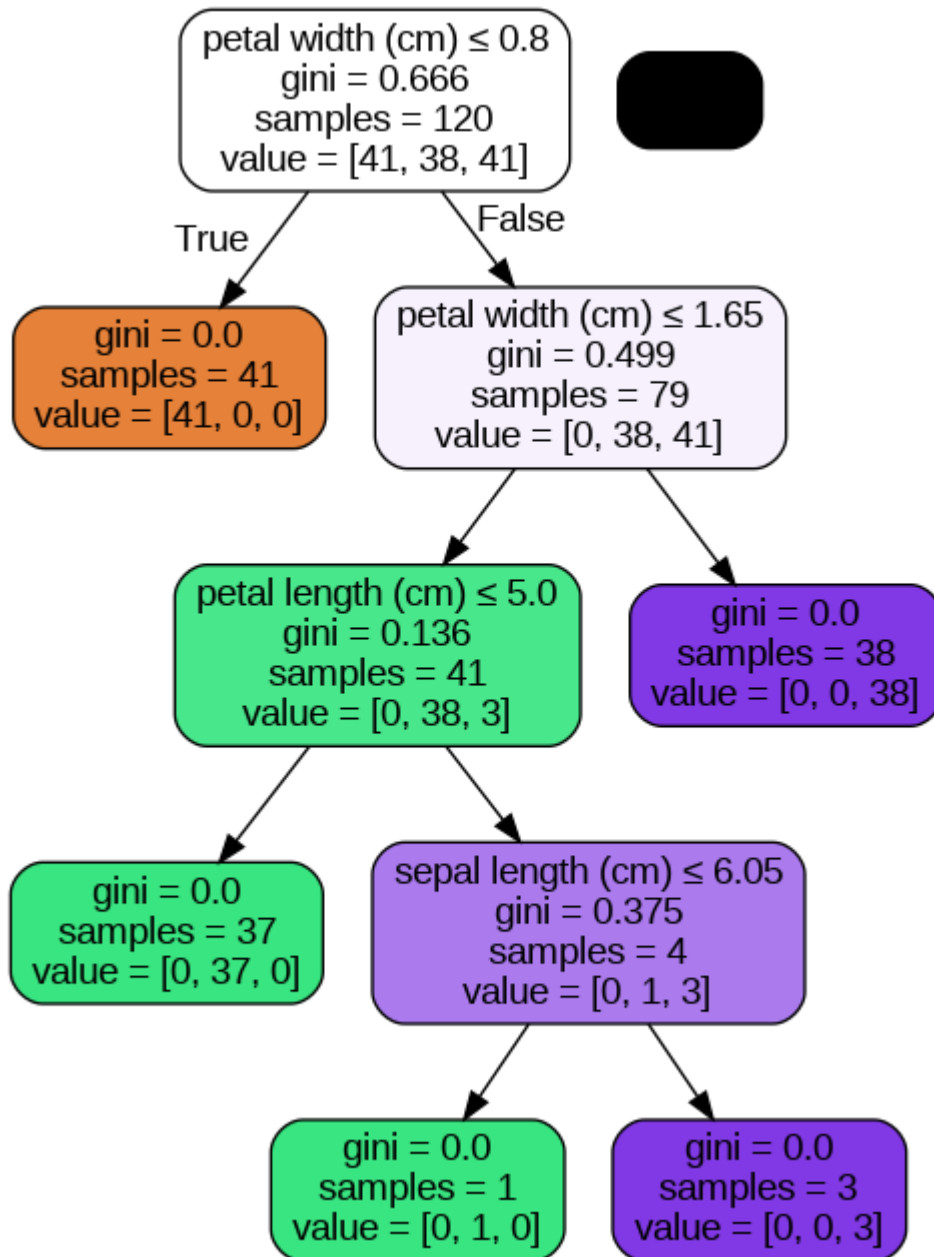 petal width (cm) ≤ 0.8
gini = 0.666
samples = 120
value = [41, 38, 41]
True
False
gini = 0.0
samples = 41
value = [41, 0, 0]
petal width (cm) ≤ 1.65
gini = 0.499
samples = 79
value = [0, 38, 41]
petal length (cm) ≤ 5.0
gini = 0.136
samples = 41
value = [0, 38, 3]
gini = 0.0
samples = 38
value = [0, 0, 38]
gini = 0.0
samples = 37
value = [0, 37, 0]
sepal length (cm) ≤ 6.05
gini = 0.375
samples = 4
value = [0, 1, 3]
gini = 0.0
samples = 1
value = [0, 1, 0]
gini = 0.0
samples = 3
value = [0, 0, 3]